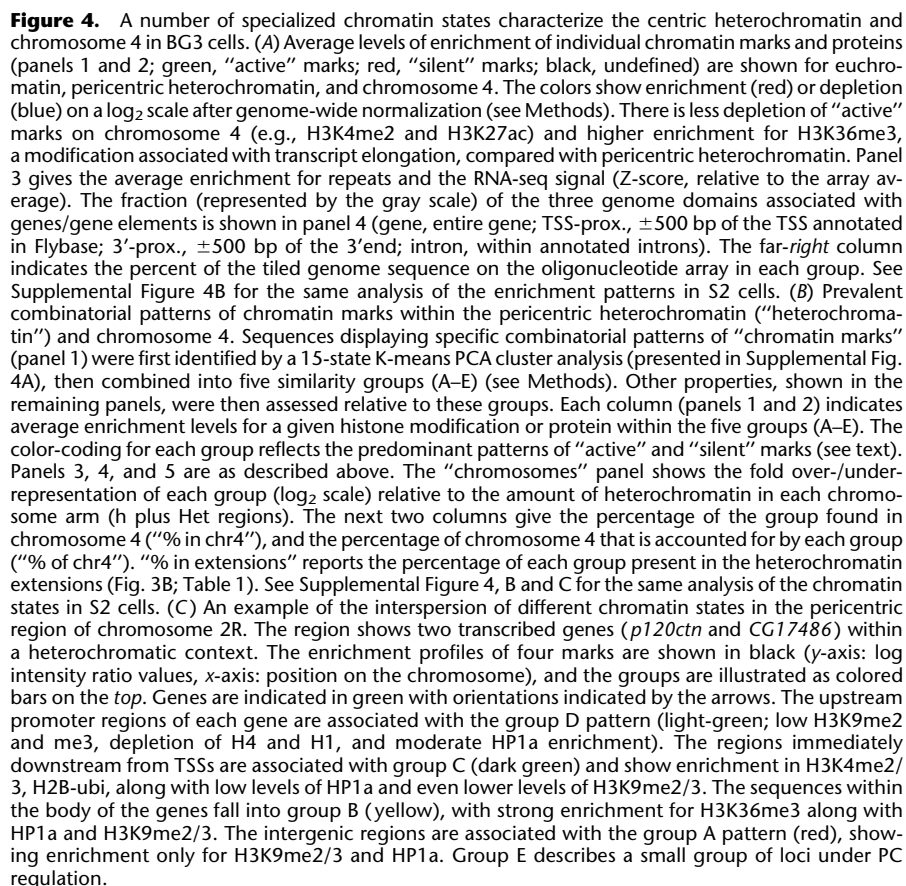 Figure 4. A number of specialized chromatin states characterize the centric heterochromatin and
chromosome 4 in BG3 cells. (A) Average levels of enrichment of individual chromatin marks and proteins
(panels 1 and 2; green, “active” marks; red, “silent” marks; black, undefined) are shown for euchro-
matin, pericentric heterochromatin, and chromosome 4. The colors show enrichment (red) or depletion
(blue) on a log2 scale after genome-wide normalization (see Methods). There is less depletion of “active”
marks on chromosome 4 (e.g., H3K4me2 and H3K27ac) and higher enrichment for H3K36me3,
a modification associated with transcript elongation, compared with pericentric heterochromatin. Panel
3 gives the average enrichment for repeats and the RNA-seq signal (Z-score, relative to the array av-
erage). The fraction (represented by the gray scale) of the three genome domains associated with
genes/gene elements is shown in panel 4 (gene, entire gene; TSS-prox., ±500 bp of the TSS annotated
in Flybase; 3′-prox., ±500 bp of the 3′end; intron, within annotated introns). The far-right column
indicates the percent of the tiled genome sequence on the oligonucleotide array in each group. See
Supplemental Figure 4B for the same analysis of the enrichment patterns in S2 cells. (B) Prevalent
combinatorial patterns of chromatin marks within the pericentric heterochromatin (“heterochroma-
tin”) and chromosome 4. Sequences displaying specific combinatorial patterns of “chromatin marks”
(panel 1) were first identified by a 15-state K-means PCA cluster analysis (presented in Supplemental Fig.
4A), then combined into five similarity groups (A–E) (see Methods). Other properties, shown in the
remaining panels, were then assessed relative to these groups. Each column (panels 1 and 2) indicates
average enrichment levels for a given histone modification or protein within the five groups (A–E). The
color-coding for each group reflects the predominant patterns of “active” and “silent” marks (see text).
Panels 3, 4, and 5 are as described above. The “chromosomes” panel shows the fold over-/under-
representation of each group (log2 scale) relative to the amount of heterochromatin in each chromo-
some arm (h plus Het regions). The next two columns give the percentage of the group found in
chromosome 4 (“% in chr4”), and the percentage of chromosome 4 that is accounted for by each group
(“% of chr4”). “% in extensions” reports the percentage of each group present in the heterochromatin
extensions (Fig. 3B; Table 1). See Supplemental Figure 4, B and C for the same analysis of the chromatin
states in S2 cells. (C) An example of the interspersion of different chromatin states in the pericentric
region of chromosome 2R. The region shows two transcribed genes (p120ctn and CG17486) within
a heterochromatic context. The enrichment profiles of four marks are shown in black (y-axis: log
intensity ratio values, x-axis: position on the chromosome), and the groups are illustrated as colored
bars on the top. Genes are indicated in green with orientations indicated by the arrows. The upstream
promoter regions of each gene are associated with the group D pattern (light-green; low H3K9me2
and me3, depletion of H4 and H1, and moderate HP1a enrichment). The regions immediately
downstream from TSSs are associated with group C (dark green) and show enrichment in H3K4me2/
3, H2B-ubi, along with low levels of HP1a and even lower levels of H3K9me2/3. The sequences within
the body of the genes fall into group B (yellow), with strong enrichment for H3K36me3 along with
HP1a and H3K9me2/3. The intergenic regions are associated with the group A pattern (red), show-
ing enrichment only for H3K9me2/3 and HP1a. Group E describes a small group of loci under PC
regulation.